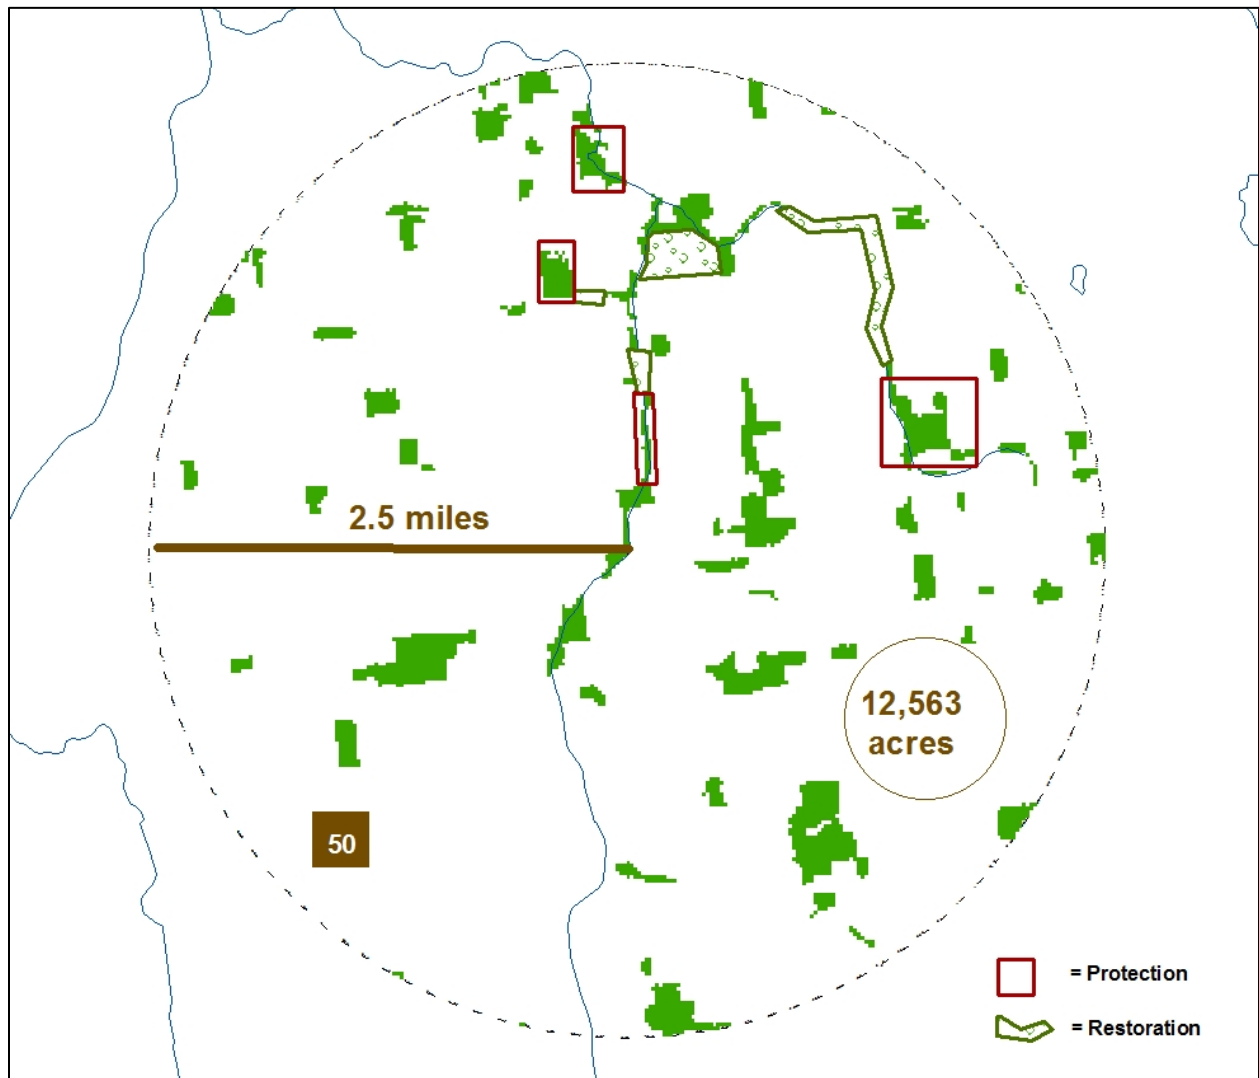 2.5 miles
12,563
acres
50
= Protection
= Restoration